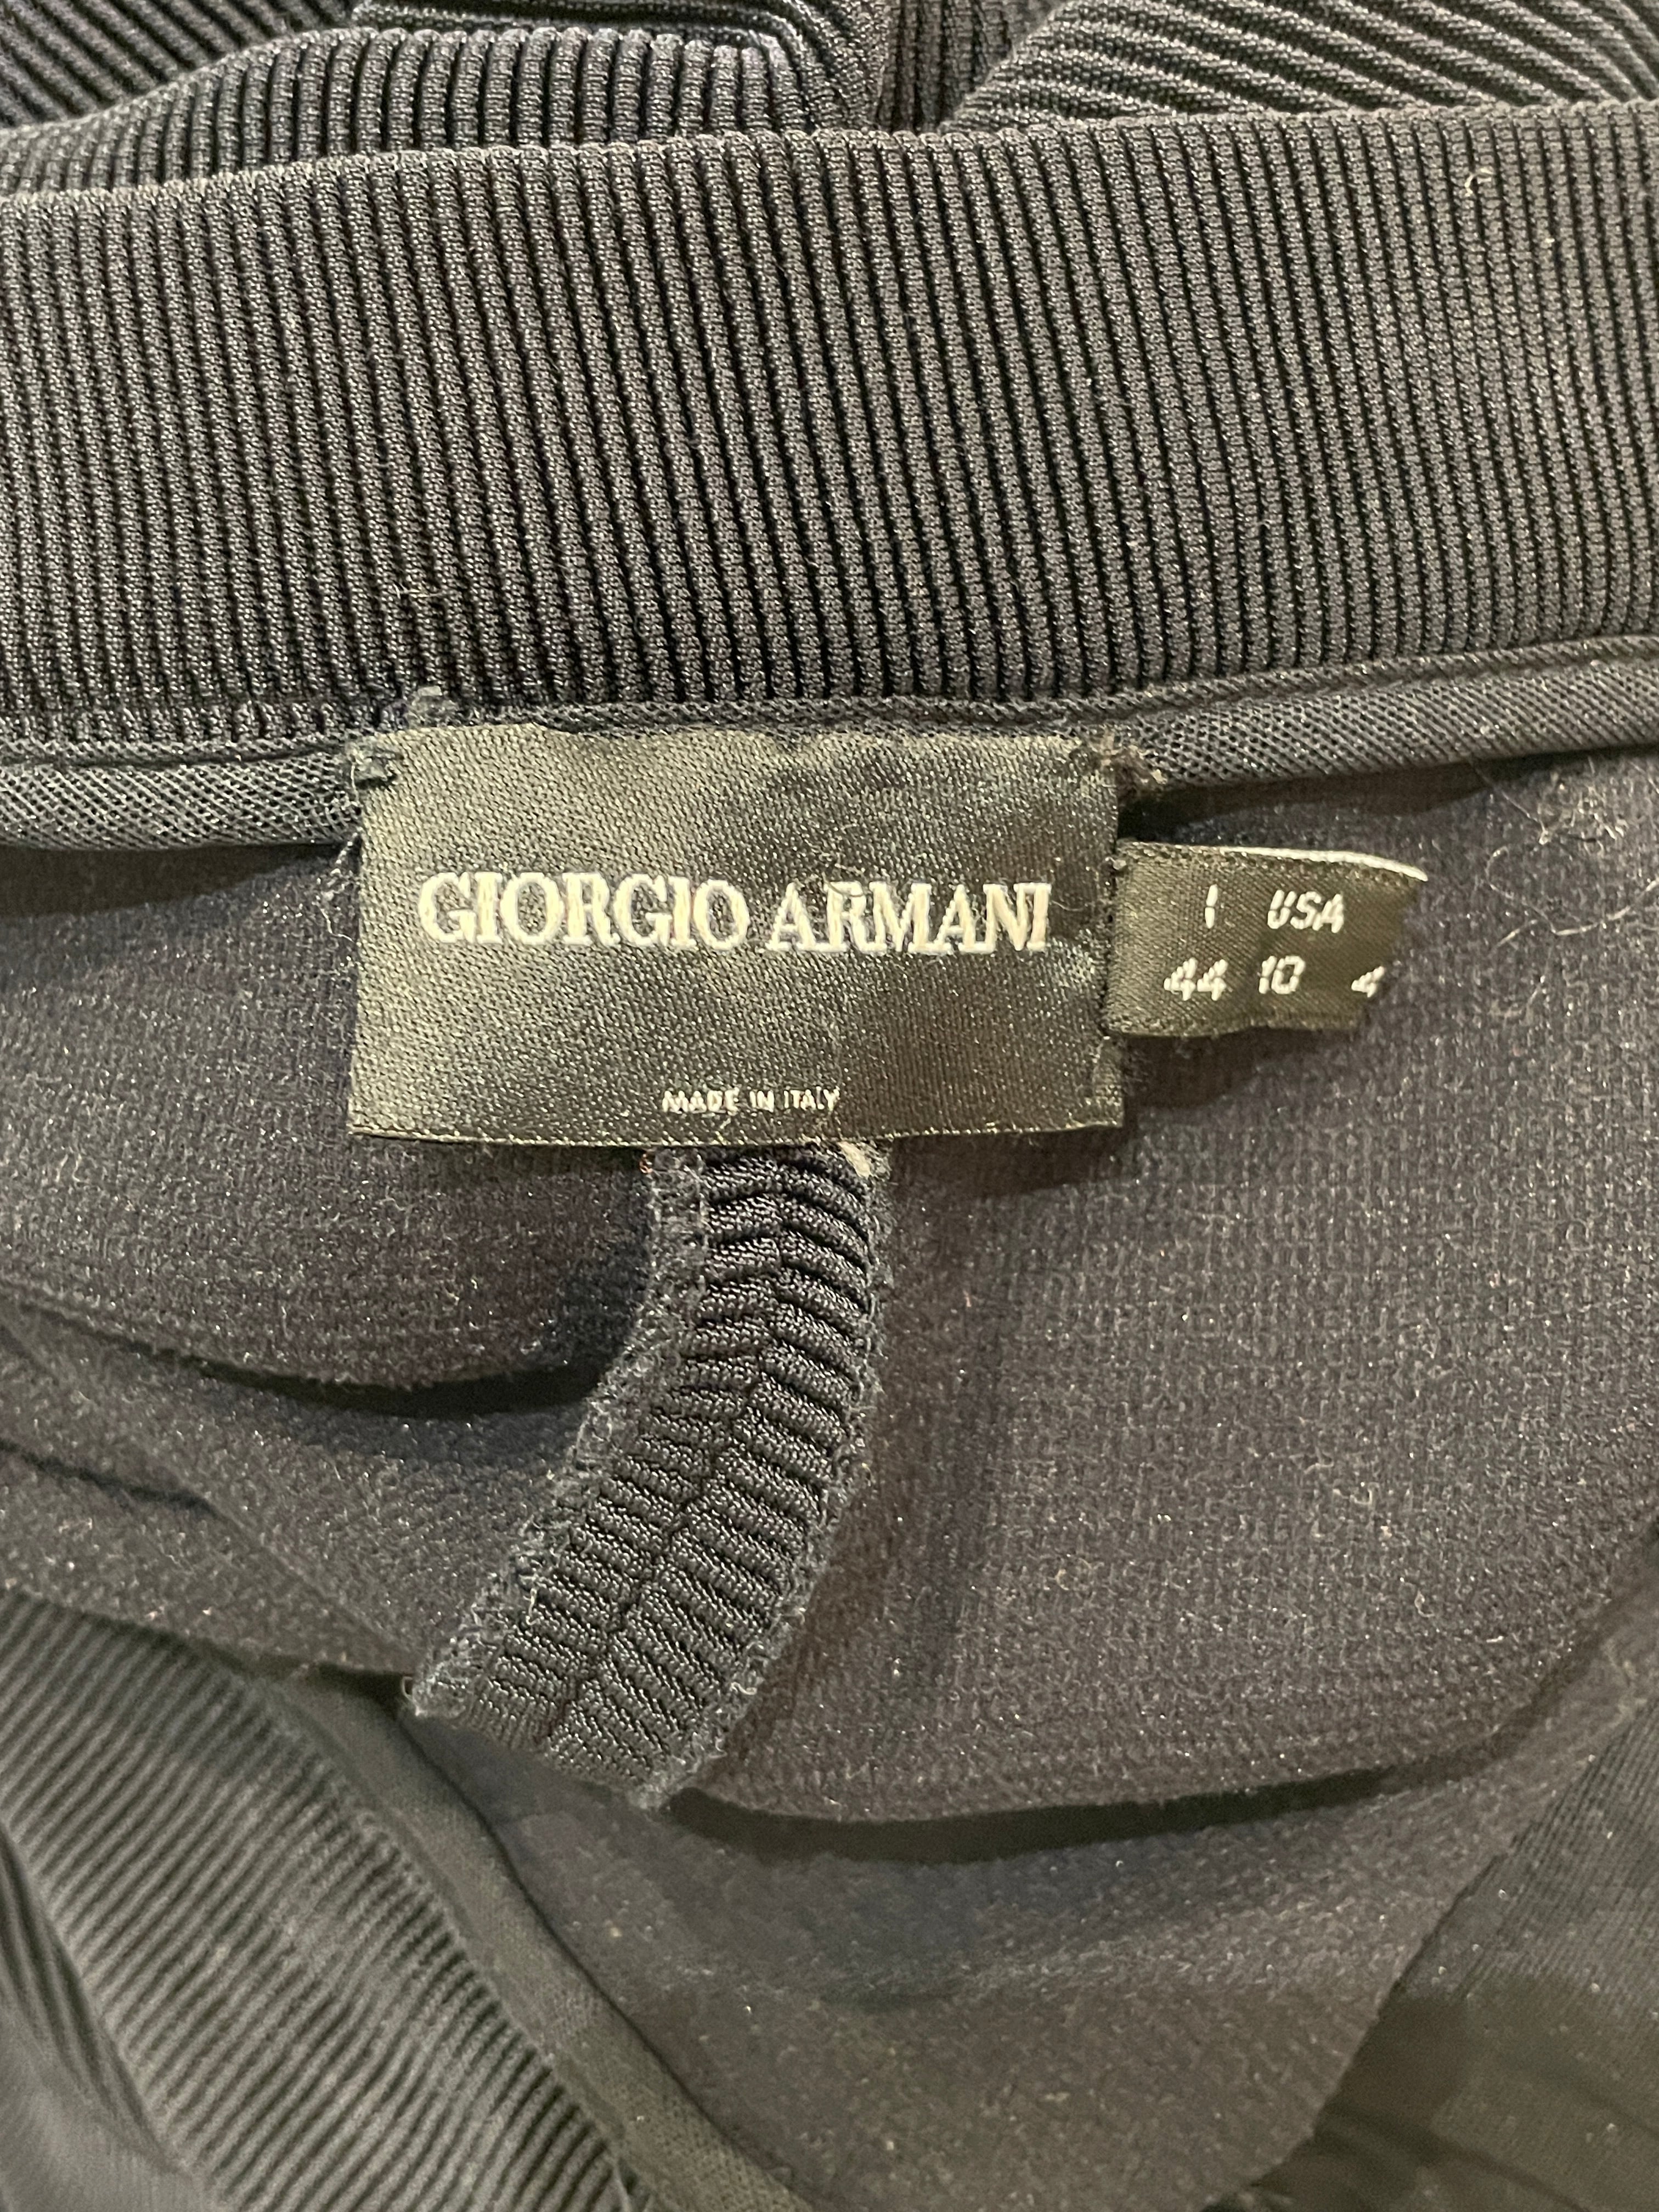 GIORGIO ARMANI
MADE IN ITALY
I USA
44 10 4